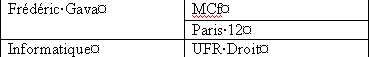 Frédéric·Gava¤
MCf¤
Paris·12¤
Informatique¤
UFR·Droit¤